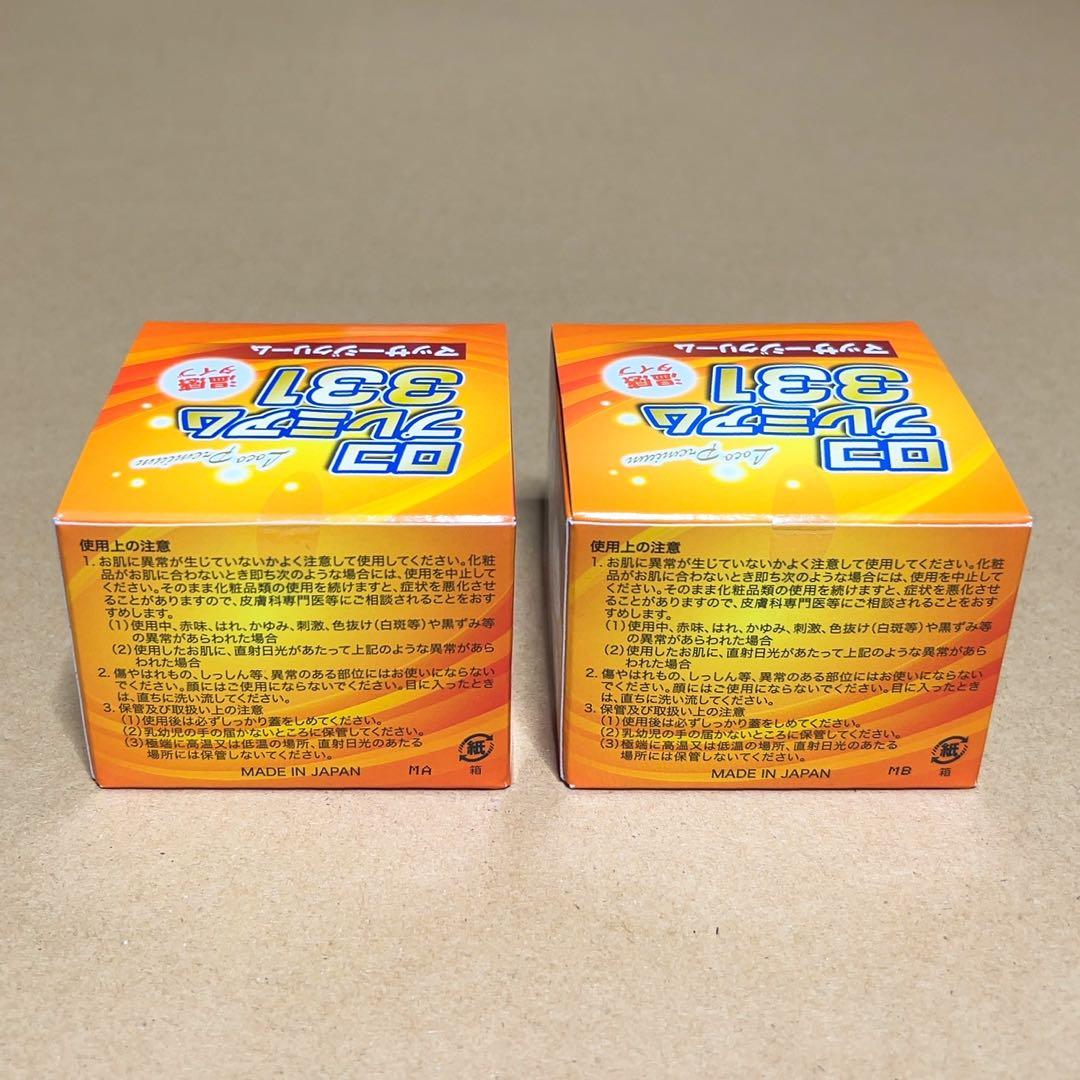 マッサージクリーム
温感
タイプ
ロコ
プレミアム
331
Loco Premium
使用上の注意
1. お肌に異常が生じていないかよく注意して使用してください。化粧
品がお肌に合わないとき即ち次のような場合には、使用を中止して
ください。そのまま化粧品類の使用を続けますと、症状を悪化させ
ることがありますので、皮膚科専門医等にご相談されることをおす
すめします。
(1)使用中、赤味、はれ、かゆみ、刺激、色抜け(白斑等)や黒ずみ等
の異常があらわれた場合
(2)使用したお肌に、直射日光があたって上記のような異常があら
われた場合
2. 傷やはれもの、しっしん等、異常のある部位にはお使いにならない
でください。顔にはご使用にならないでください。目に入ったとき
は、直ちに洗い流してください。
3. 保管及び取扱い上の注意
(1)使用後は必ずしっかり蓋をしめてください。
(2)乳幼児の手の届かないところに保管してください。
(3)極端に高温又は低温の場所、直射日光のあたる
場所には保管しないでください。
MADE IN JAPAN MA
紙
箱
マッサージクリーム
温感
タイプ
ロコ
プレミアム
331
Loco Premium
使用上の注意
1. お肌に異常が生じていないかよく注意して使用してください。化粧
品がお肌に合わないとき即ち次のような場合には、使用を中止して
ください。そのまま化粧品類の使用を続けますと、症状を悪化させ
ることがありますので、皮膚科専門医等にご相談されることをおす
すめします。
(1)使用中、赤味、はれ、かゆみ、刺激、色抜け(白斑等)や黒ずみ等
の異常があらわれた場合
(2)使用したお肌に、直射日光があたって上記のような異常があら
われた場合
2. 傷やはれもの、しっしん等、異常のある部位にはお使いにならない
でください。顔にはご使用にならないでください。目に入ったとき
は、直ちに洗い流してください。
3. 保管及び取扱い上の注意
(1)使用後は必ずしっかり蓋をしめてください。
(2)乳幼児の手の届かないところに保管してください。
(3)極端に高温又は低温の場所、直射日光のあたる
場所には保管しないでください。
MADE IN JAPAN MB
紙
箱